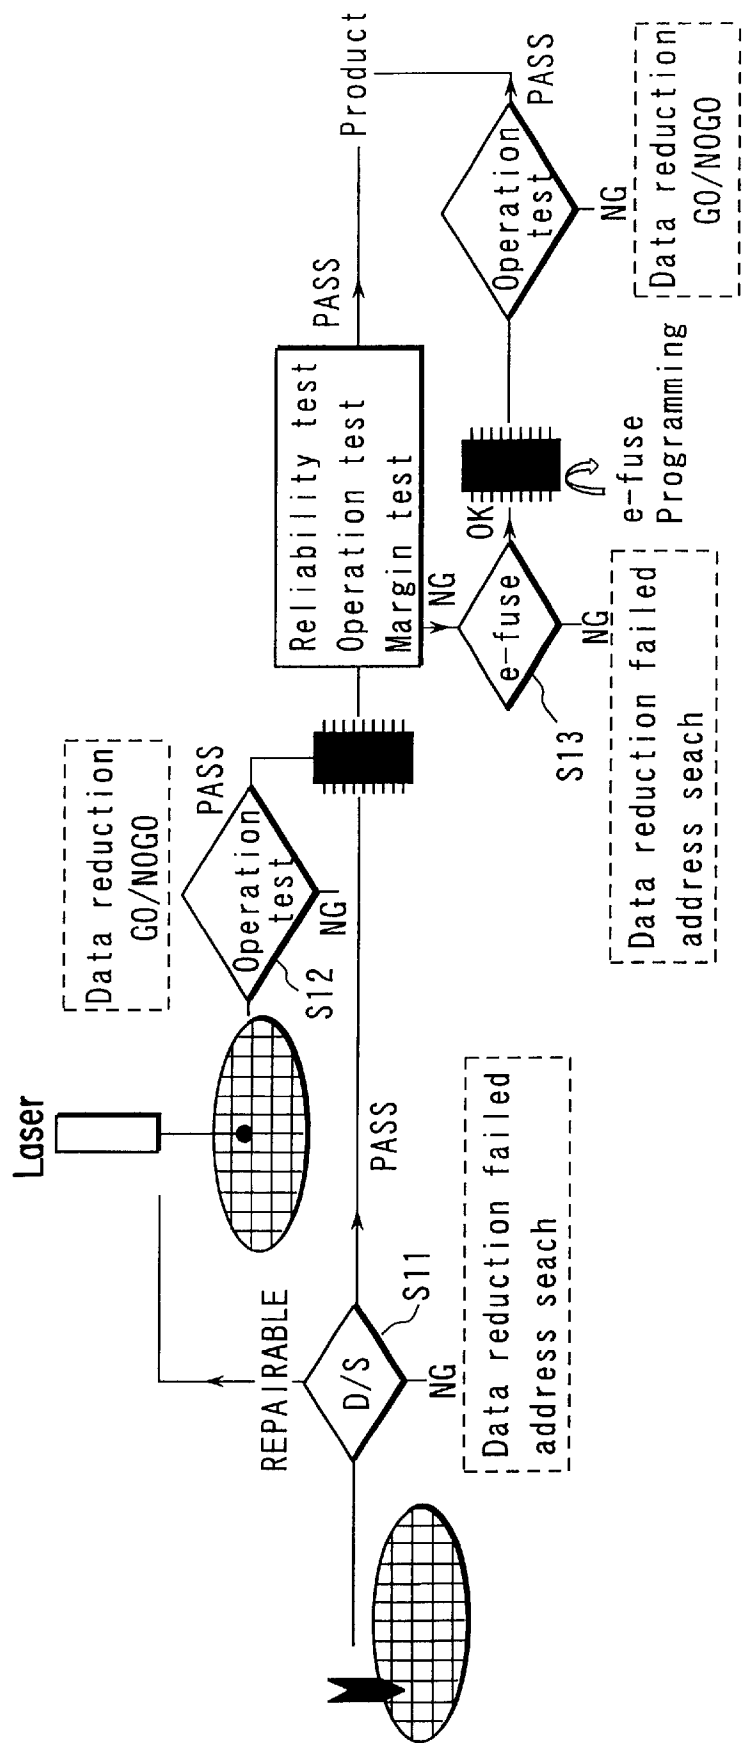 Laser
REPAIRABLE
D/S
S11
NG
PASS
Data reduction failed
address seach
Data reduction
GO/NOGO
Operation
test
S12
NG
PASS
Reliability test
Operation test
Margin test
PASS
Product
NG
e-fuse
S13
NG
OK
Data reduction failed
address seach
e-fuse
Programming
Operation
test
PASS
NG
Data reduction
GO/NOGO